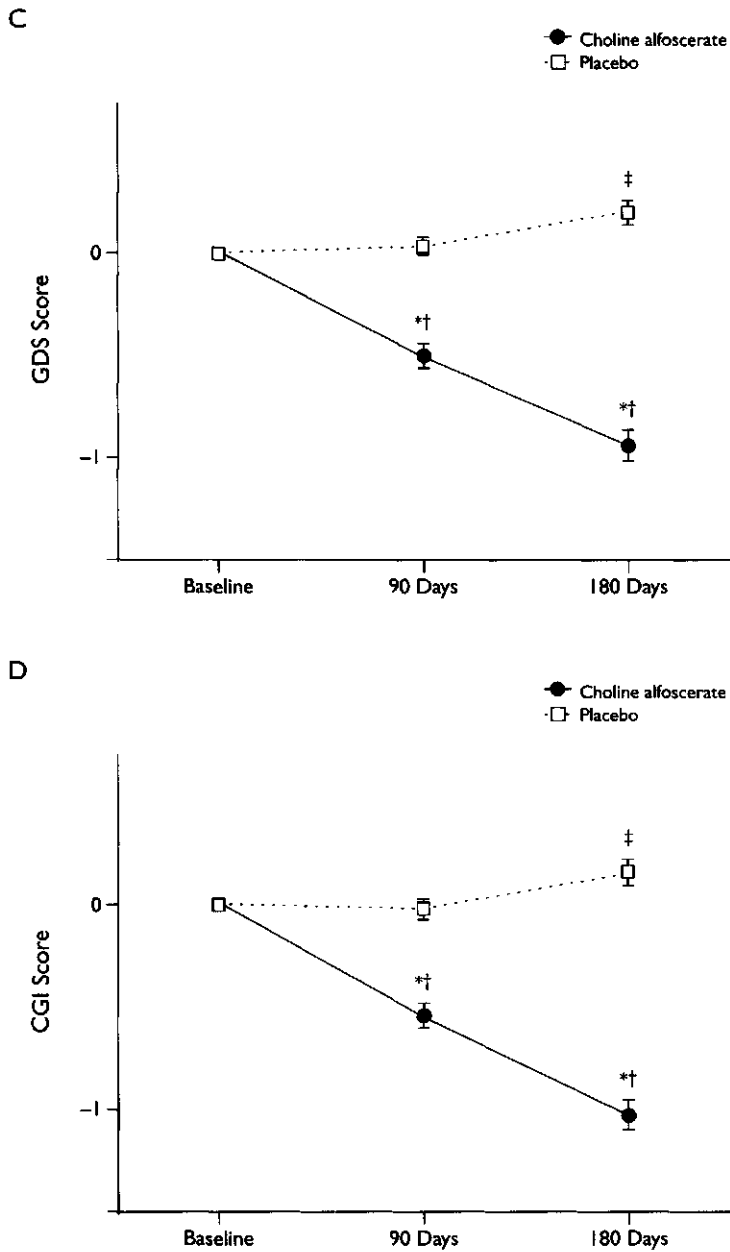 C
Choline alfoscerate
Placebo
‡
0
*†
*†
−1
GDS Score
Baseline 90 Days 180 Days
D
Choline alfoscerate
Placebo
‡
0
*†
*†
−1
CGI Score
Baseline 90 Days 180 Days